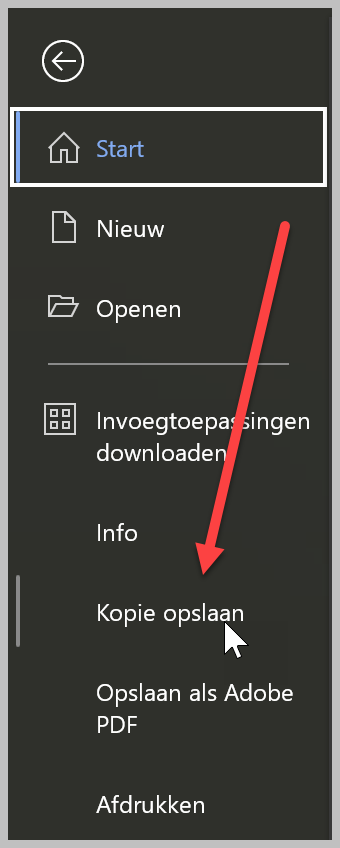 Start
Nieuw
Openen
Invoegtoepassingen
downloaden
Info
Kopie opslaan
Opslaan als Adobe
PDF
Afdrukken